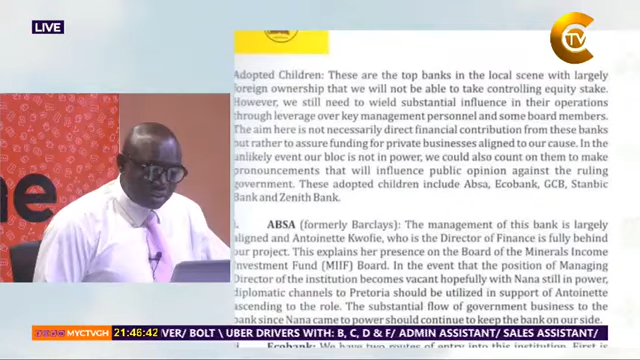 LIVE
C
TV
Adopted Children: These are the top banks in the local scene with largely
foreign ownership that we will not be able to take controlling equity stake.
However, we still need to wield substantial influence in their operations
through leverage over key management personnel and some board members.
The aim here is not necessarily direct financial contribution from these banks
but rather to assure funding for private businesses aligned to our cause. In the
unlikely event our bloc is not in power, we could also count on them to make
pronouncements that will influence public opinion against the ruling
government. These adopted children include Absa, Ecobank, GCB, Stanbic
Bank and Zenith Bank.
ABSA (formerly Barclays): The management of this bank is largely
aligned and Antoinette Kwofie, who is the Director of Finance is fully behind
our project. This explains her presence on the Board of the Minerals Income
Investment Fund (MIIF) Board. In the event that the position of Managing
Director of the institution becomes vacant hopefully with Nana still in power,
diplomatic channels to Pretoria should be utilized in support of Antoinette
ascending to the role. The substantial flow of government business to the
bank since Nana came to power should continue to keep the bank on our side.
Ecobank: We have two routes of entry into this institution. First is
ne
MYCTVGH 21:46:42 VER/ BOLT \ UBER DRIVERS WITH: B, C, D & F/ ADMIN ASSISTANT/ SALES ASSISTANT/